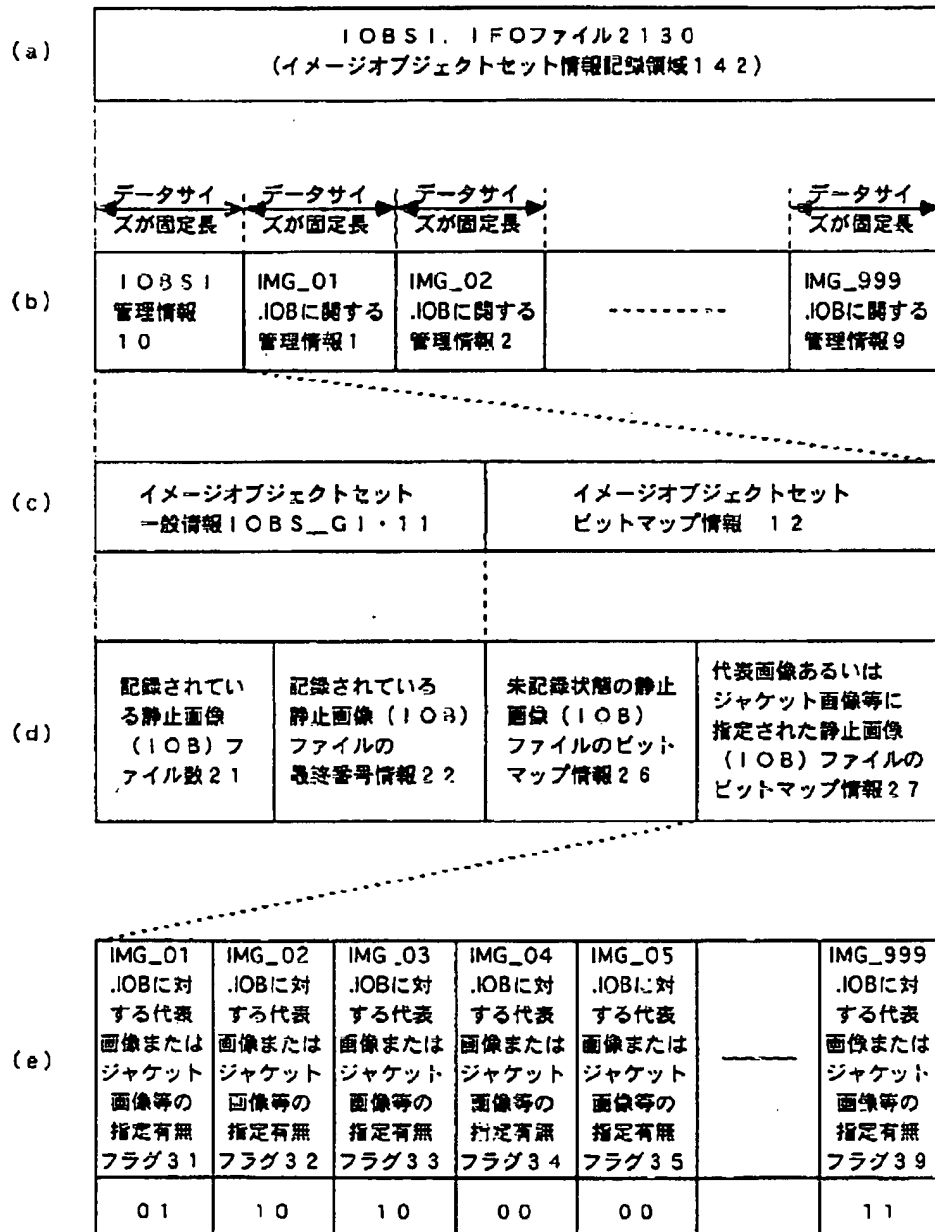 (a)
IOBSI. IFOファイル2130
(イメージオブジェクトセット情報記録領域142)
データサイ
ズが固定長
データサイ
ズが固定長
データサイ
ズが固定長
データサイ
ズが固定長
(b)
IOBSI
管理情報
10
IMG_01
.IOBに関する
管理情報1
IMG_02
.IOBに関する
管理情報2
IMG_999
.IOBに関する
管理情報9
(c)
イメージオブジェクトセット
一般情報IOBS__GI・11
イメージオブジェクトセット
ビットマップ情報 12
(d)
記録されてい
る静止画像
(IOB)フ
ァイル数21
記録されている
静止画像(IOB)
ファイルの
最終番号情報22
未記録状態の静止
画像(IOB)
ファイルのビット
マップ情報26
代表画像あるいは
ジャケット画像等に
指定された静止画像
(IOB)ファイルの
ビットマップ情報27
(e)
IMG_01
.IOBに対
する代表
画像または
ジャケット
画像等の
指定有無
フラグ31
IMG_02
.IOBに対
する代表
画像または
ジャケット
画像等の
指定有無
フラグ32
IMG_03
.IOBに対
する代表
画像または
ジャケット
画像等の
指定有無
フラグ33
IMG_04
.IOBに対
する代表
画像または
ジャケット
画像等の
指定有無
フラグ34
IMG_05
.IOBに対
する代表
画像または
ジャケット
画像等の
指定有無
フラグ35
IMG_999
.IOBに対
する代表
画像または
ジャケット
画像等の
指定有無
フラグ39
01
10
10
00
00
11